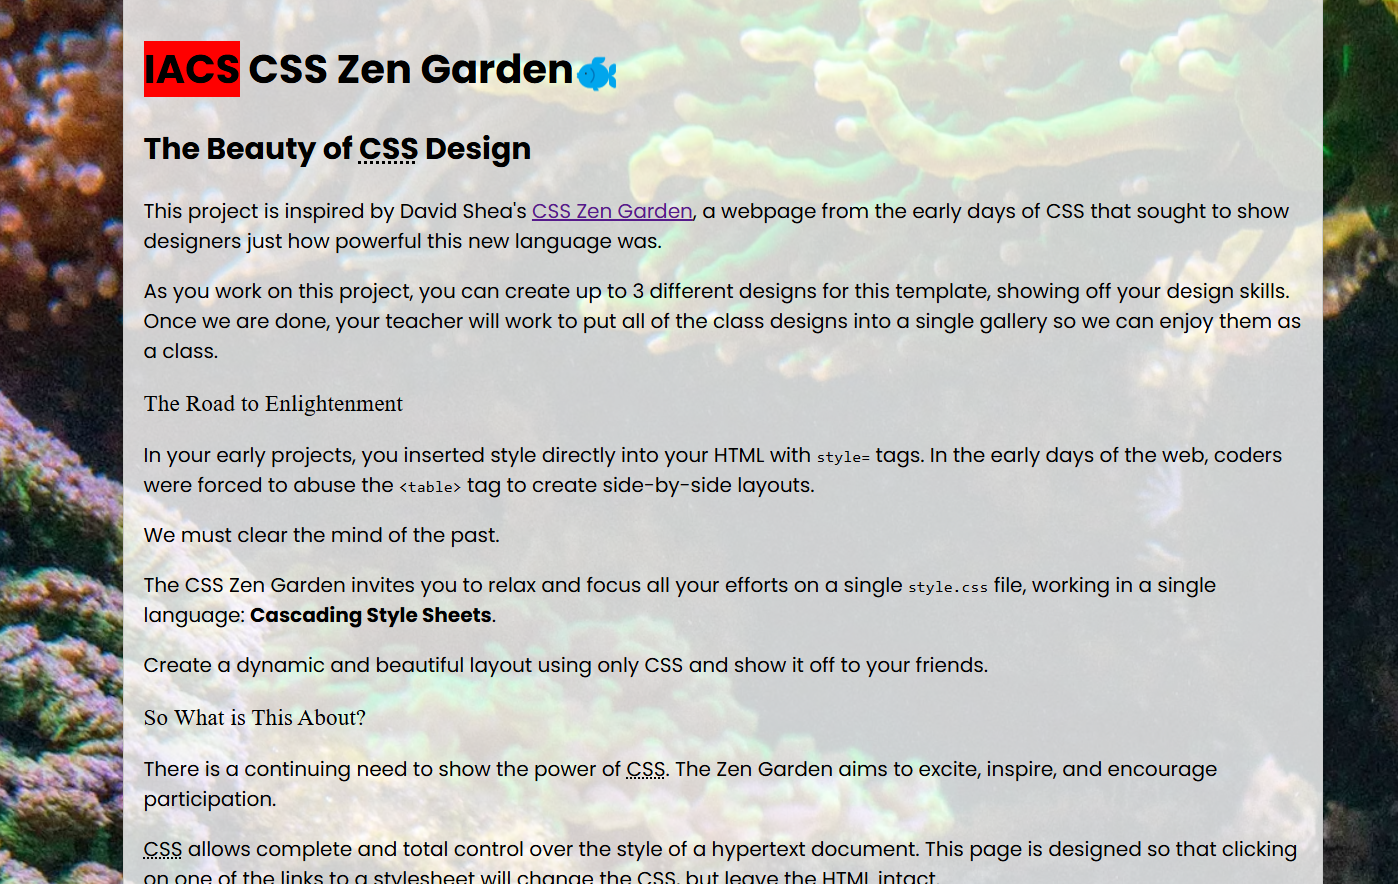 IACS CSS Zen Garden
The Beauty of CSS Design
This project is inspired by David Shea's CSS Zen Garden, a webpage from the early days of CSS that sought to show
designers just how powerful this new language was.
As you work on this project, you can create up to 3 different designs for this template, showing off your design skills.
Once we are done, your teacher will work to put all of the class designs into a single gallery so we can enjoy them as
a class.
The Road to Enlightenment
In your early projects, you inserted style directly into your HTML with style= tags. In the early days of the web, coders
were forced to abuse the <table> tag to create side-by-side layouts.
We must clear the mind of the past.
The CSS Zen Garden invites you to relax and focus all your efforts on a single style.css file, working in a single
language: Cascading Style Sheets.
Create a dynamic and beautiful layout using only CSS and show it off to your friends.
So What is This About?
There is a continuing need to show the power of CSS. The Zen Garden aims to excite, inspire, and encourage
participation.
CSS allows complete and total control over the style of a hypertext document. This page is designed so that clicking
on one of the links to a stylesheet will change the CSS, but leave the HTML intact.